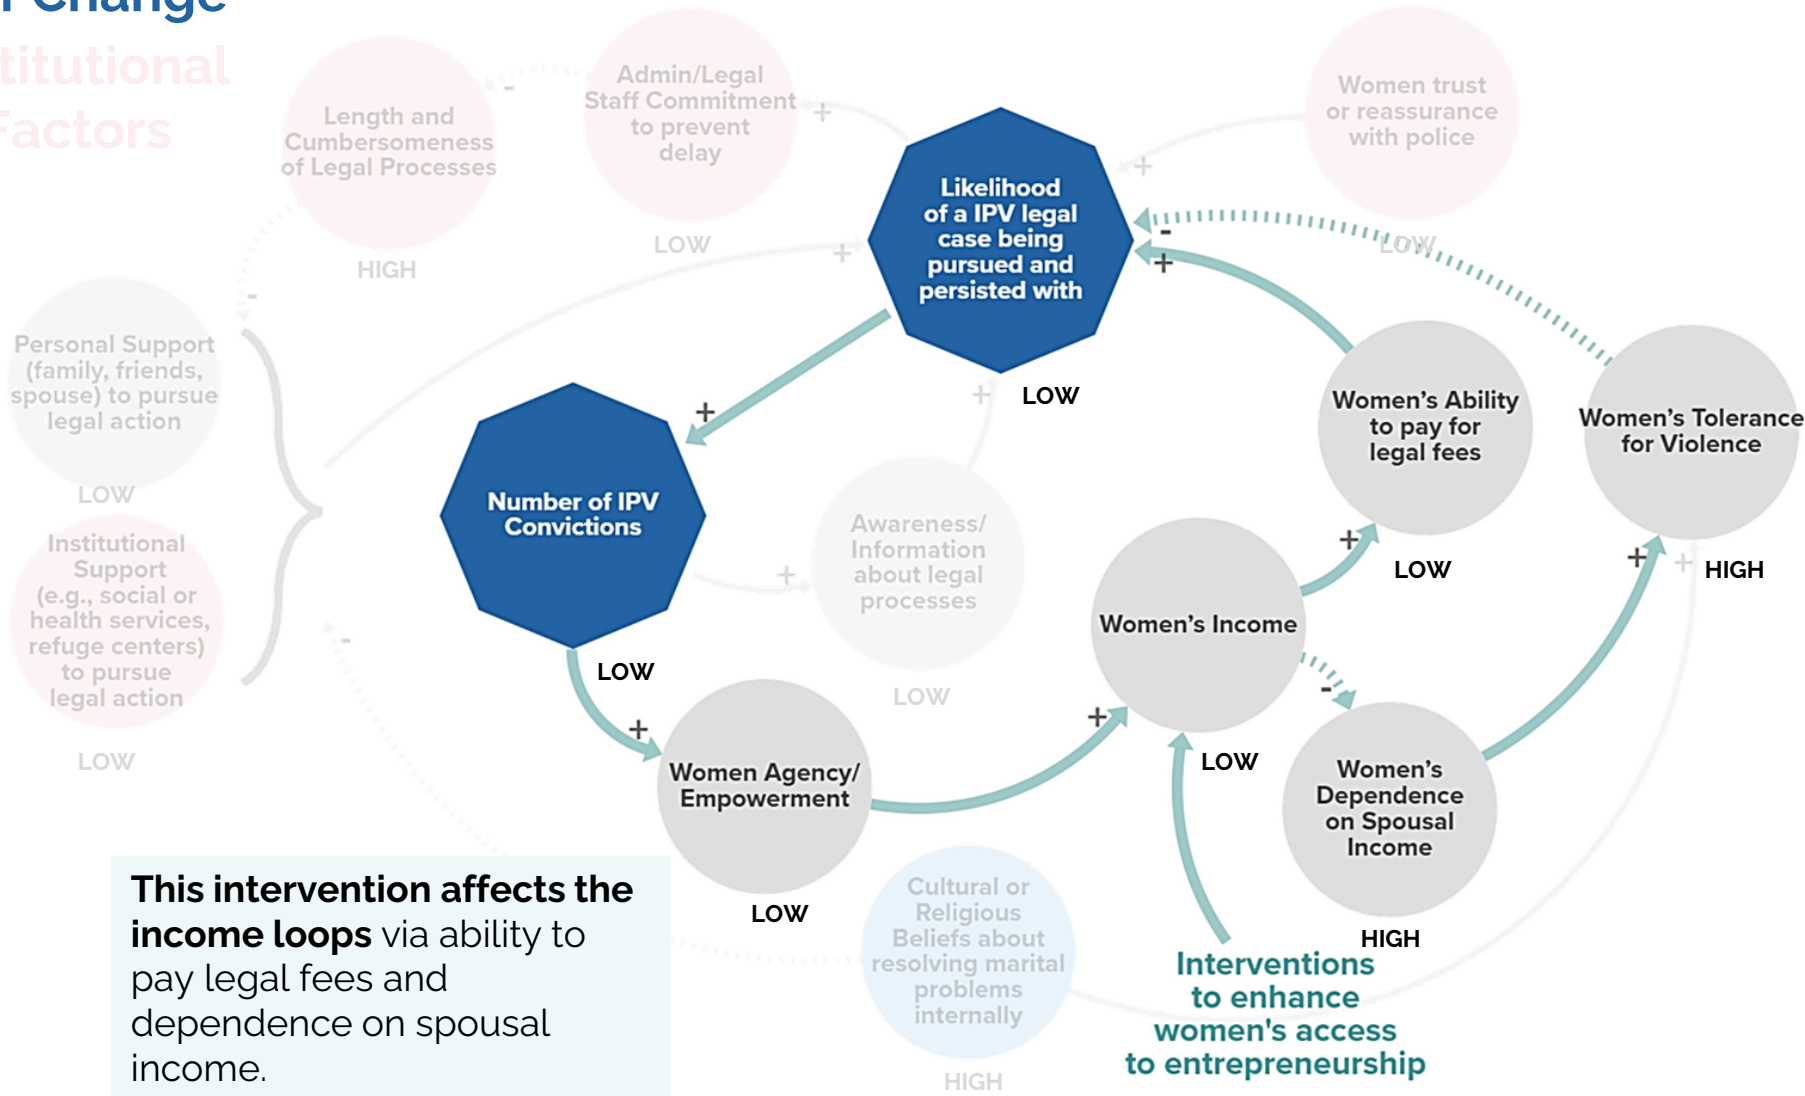 Change
titutional
Factors
Length and
Cumbersomeness
of Legal Processes
HIGH
-
Admin/Legal
Staff Commitment
to prevent
delay
LOW
+
Women trust
or reassurance
with police
LOW
+
Likelihood
of a IPV legal
case being
pursued and
persisted with
LOW
-
+
+
+
Personal Support
(family, friends,
spouse) to pursue
legal action
LOW
-
Institutional
Support
(e.g., social or
health services,
refuge centers)
to pursue
legal action
LOW
-
Number of IPV
Convictions
LOW
+
+
Awareness/
Information
about legal
processes
LOW
+
Women's Ability
to pay for
legal fees
LOW
+
Women's Tolerance
for Violence
HIGH
+
+
Women's Income
LOW
+
-
Women Agency/
Empowerment
LOW
+
Women's
Dependence
on Spousal
Income
HIGH
Cultural or
Religious
Beliefs about
resolving marital
problems
internally
HIGH
Interventions
to enhance
women's access
to entrepreneurship
This intervention affects the
income loops via ability to
pay legal fees and
dependence on spousal
income.